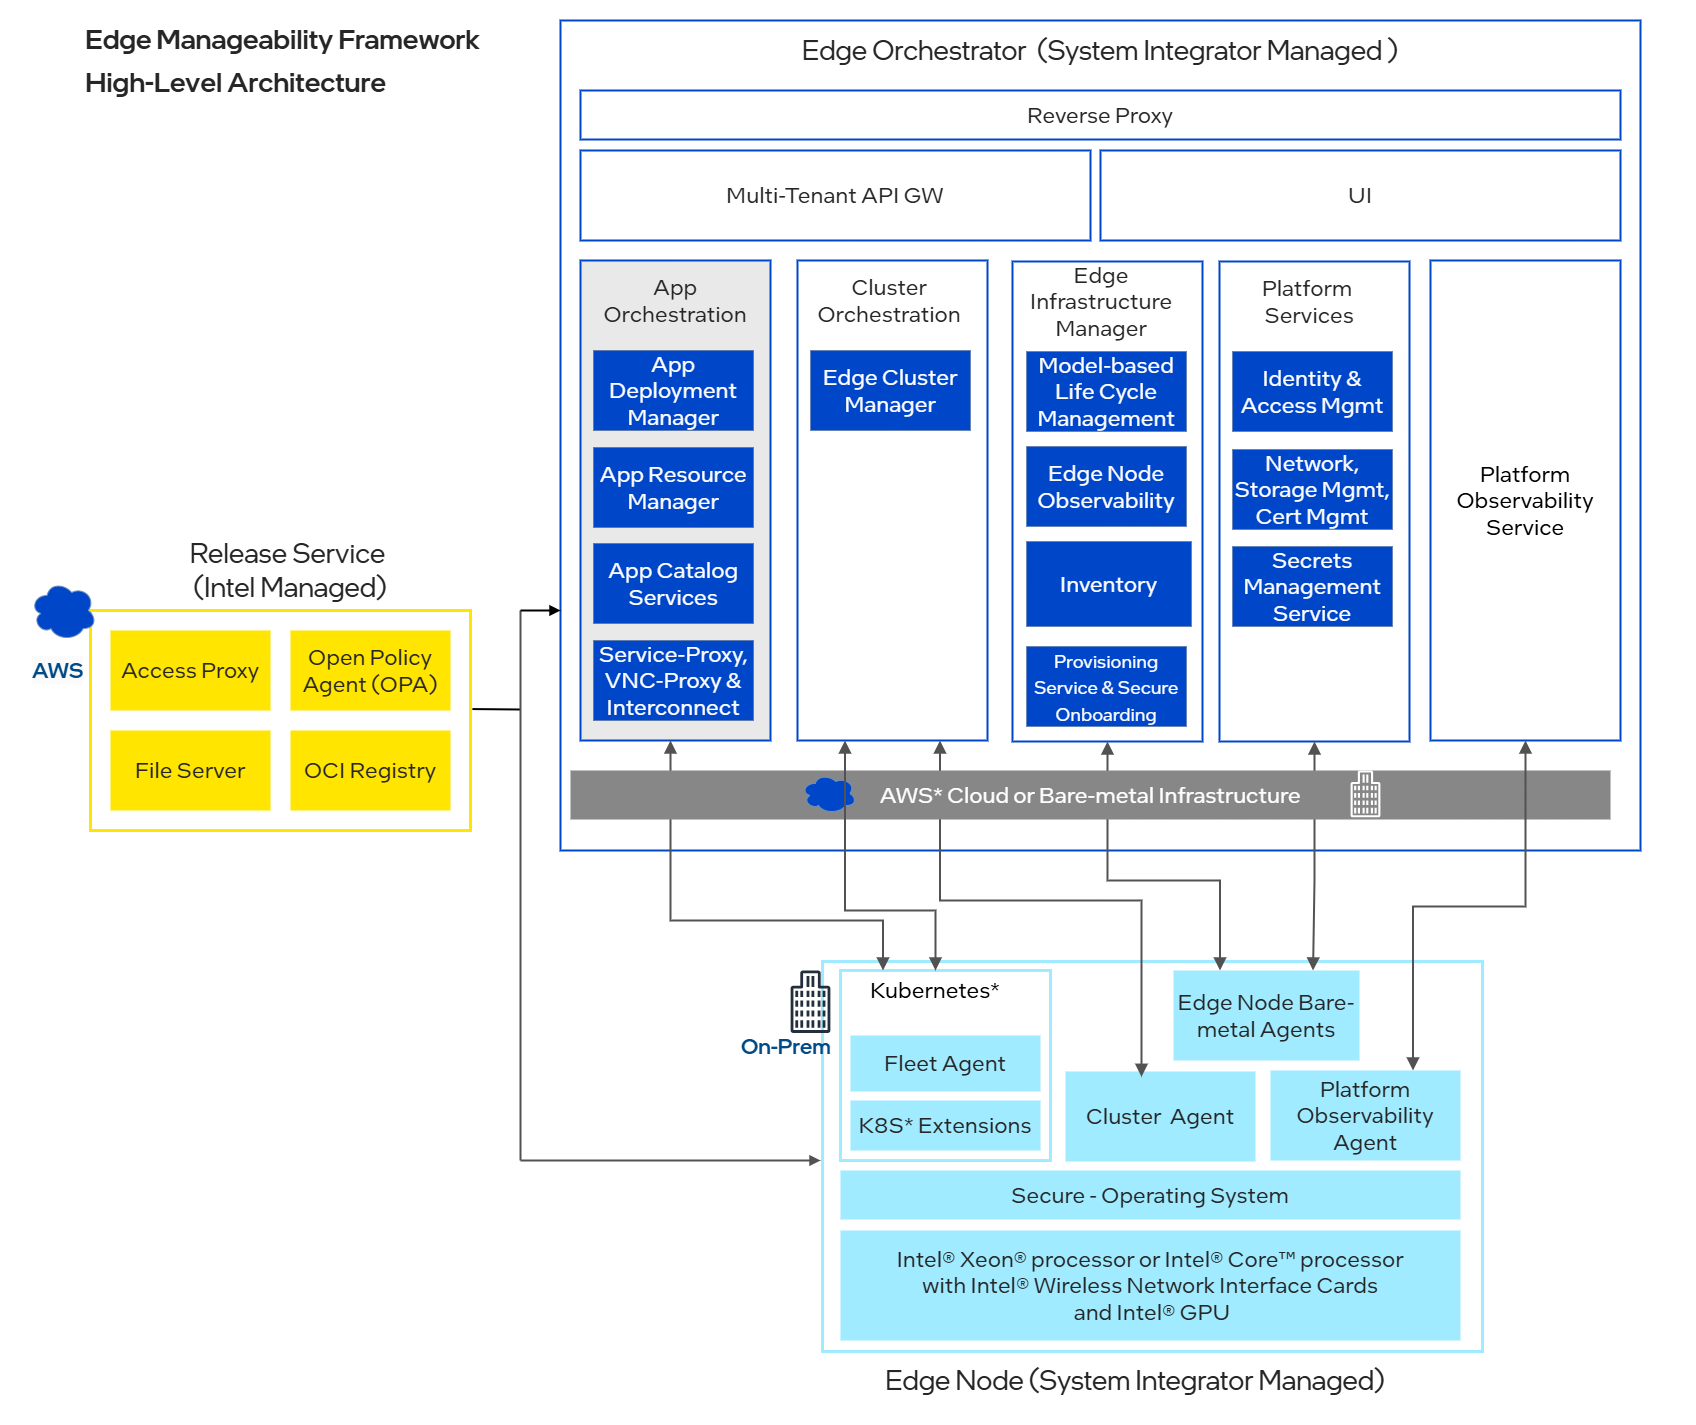 Edge Manageability Framework
High-Level Architecture
Edge Orchestrator (System Integrator Managed )
Reverse Proxy
Multi-Tenant API GW
UI
App
Orchestration
App
Deployment
Manager
App Resource
Manager
App Catalog
Services
Service-Proxy,
VNC-Proxy &
Interconnect
Cluster
Orchestration
Edge Cluster
Manager
Edge
Infrastructure
Manager
Model-based
Life Cycle
Management
Edge Node
Observability
Inventory
Provisioning
Service & Secure
Onboarding
Platform
Services
Identity &
Access Mgmt
Network,
Storage Mgmt,
Cert Mgmt
Secrets
Management
Service
Platform
Observability
Service
AWS* Cloud or Bare-metal Infrastructure
Release Service
(Intel Managed)
AWS
Access Proxy
Open Policy
Agent (OPA)
File Server
OCI Registry
On-Prem
Kubernetes*
Fleet Agent
K8S* Extensions
Cluster Agent
Edge Node Bare-
metal Agents
Platform
Observability
Agent
Secure - Operating System
Intel® Xeon® processor or Intel® Core™ processor
with Intel® Wireless Network Interface Cards
and Intel® GPU
Edge Node (System Integrator Managed)